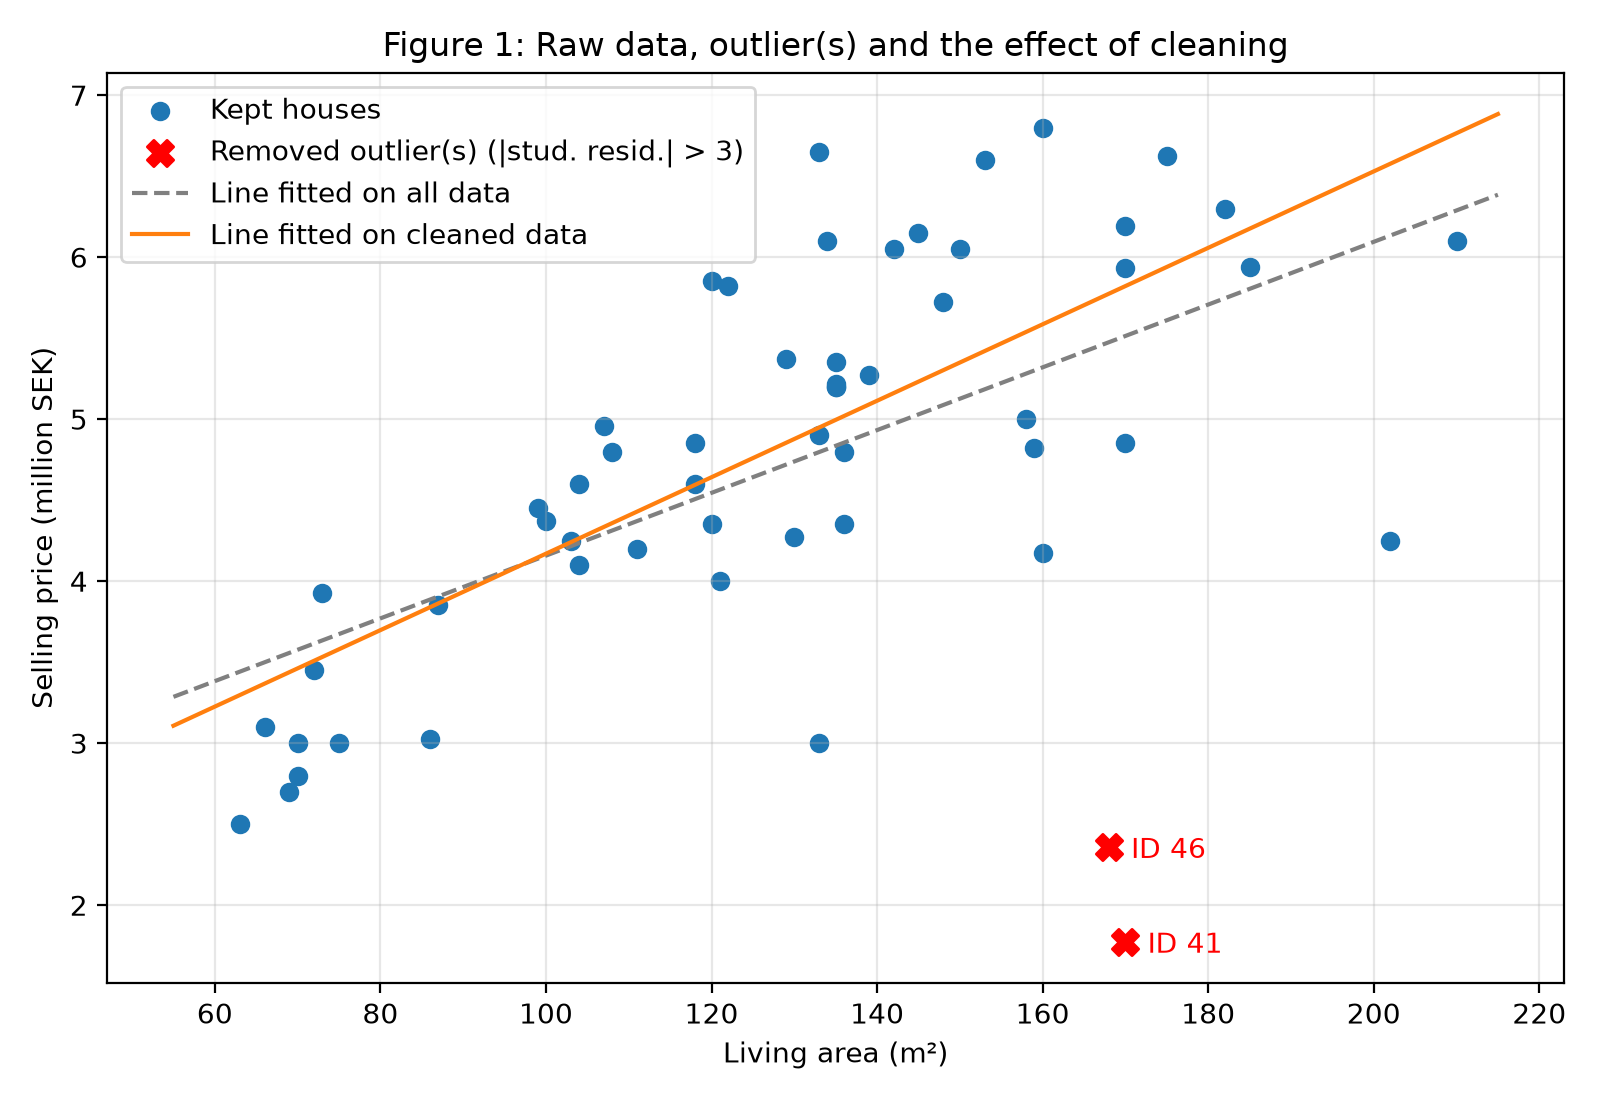 Figure 1: Raw data, outlier(s) and the effect of cleaning
Kept houses
Removed outlier(s) (|stud. resid.| > 3)
Line fitted on all data
Line fitted on cleaned data
7
6
5
4
3
2
Selling price (million SEK)
ID 46
ID 41
60 80 100 120 140 160 180 200 220
Living area (m²)